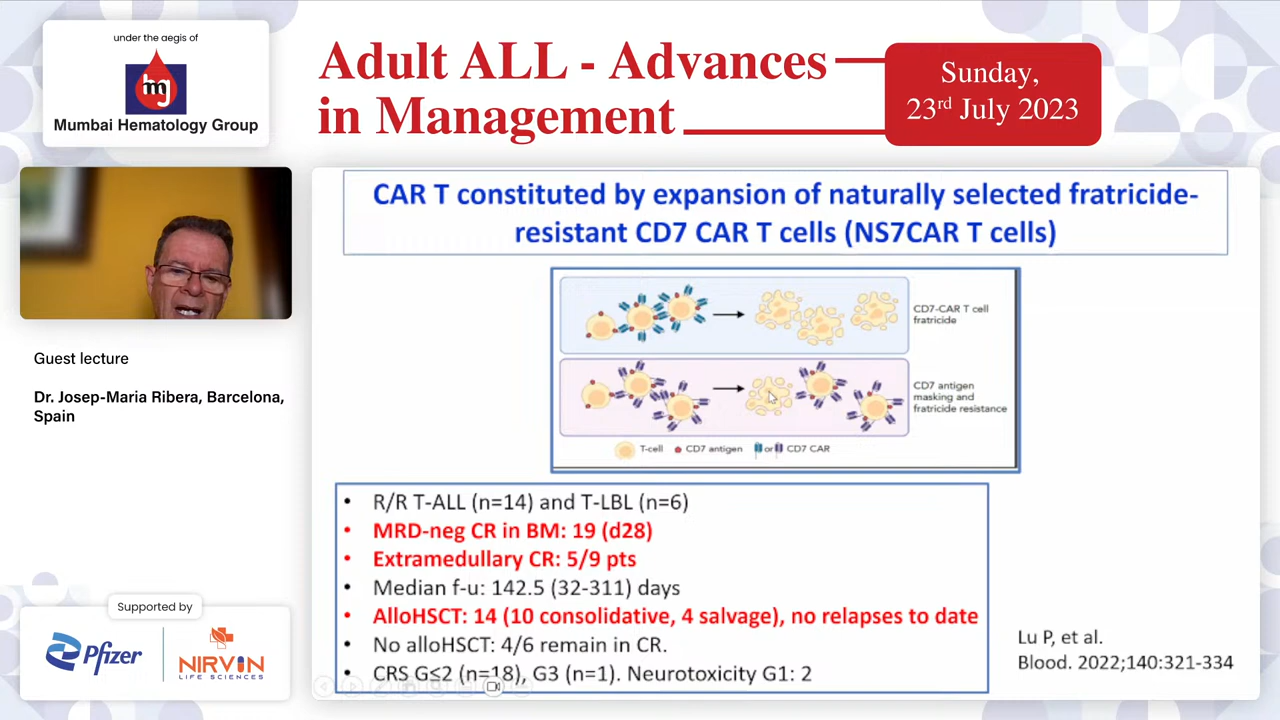 under the aegis of
Mumbai Hematology Group
Adult ALL - Advances
in Management
Sunday,
23rd July 2023
Guest lecture
Dr. Josep-Maria Ribera, Barcelona,
Spain
Supported by
Pfizer
NIRVIN
LIFE SCIENCES
CAR T constituted by expansion of naturally selected fratricide-
resistant CD7 CAR T cells (NS7CAR T cells)
CD7-CAR T cell
fratricide
CD7 antigen
masking and
fratricide resistance
T-cell CD7 antigen or CD7 CAR
• R/R T-ALL (n=14) and T-LBL (n=6)
• MRD-neg CR in BM: 19 (d28)
• Extramedullary CR: 5/9 pts
• Median f-u: 142.5 (32-311) days
• AlloHSCT: 14 (10 consolidative, 4 salvage), no relapses to date
• No alloHSCT: 4/6 remain in CR.
• CRS G≤2 (n=18), G3 (n=1). Neurotoxicity G1: 2
Lu P, et al.
Blood. 2022;140:321-334